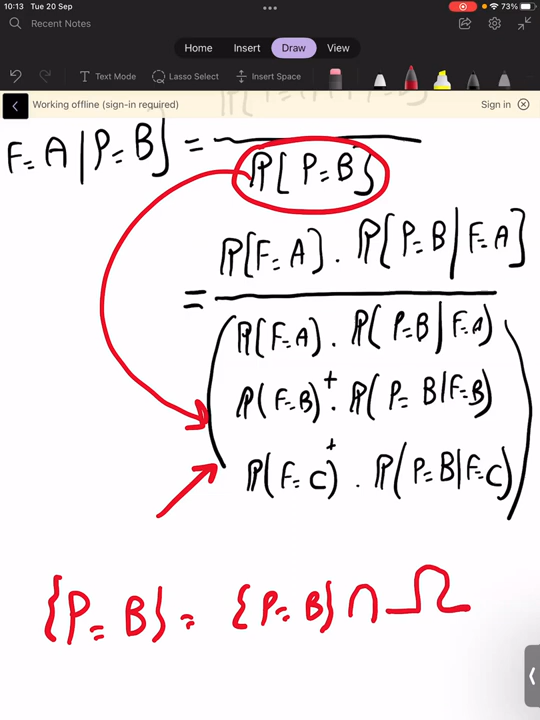 10:13 Tue 20 Sep 73%
Recent Notes
Home Insert Draw View
Text Mode Lasso Select Insert Space
Working offline (sign-in required) Sign in
F=A | P=B] =
ℙ[P=B]
= ℙ[F=A] · ℙ[P=B | F=A]
ℙ(F=A) · ℙ(P=B | F=A)
+
ℙ(F=B) · ℙ(P=B | F=B)
+
ℙ(F=C) · ℙ(P=B | F=C)
{P=B} = {P=B} ∩ Ω